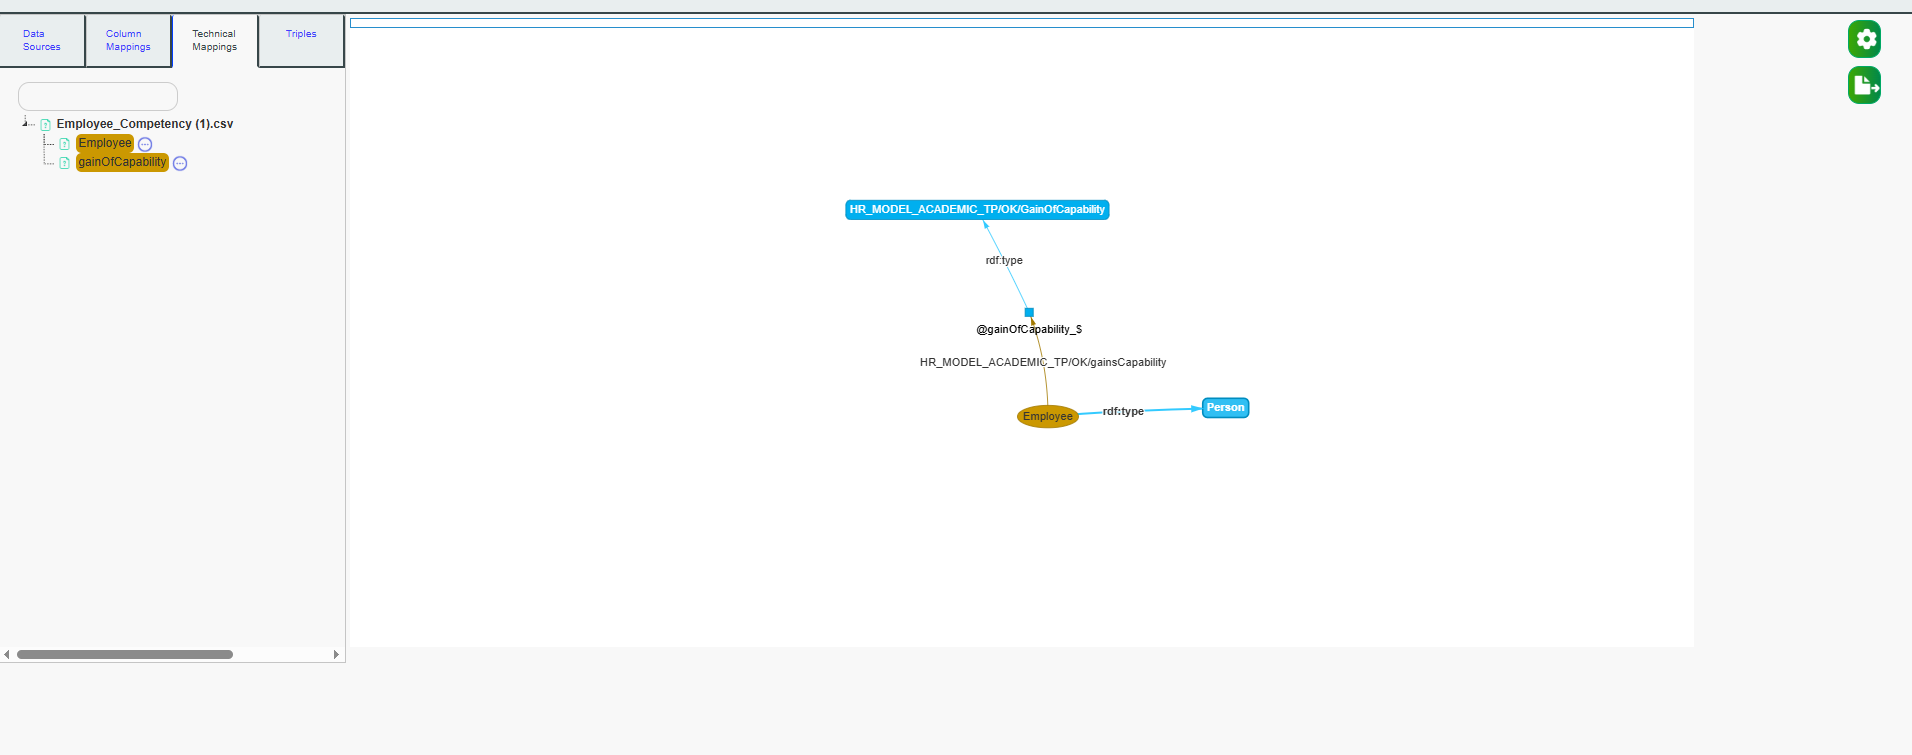 Data
Sources
Column
Mappings
Technical
Mappings
Triples
Employee_Competency (1).csv
Employee
gainOfCapability
HR_MODEL_ACADEMIC_TP/OK/GainOfCapability
rdf:type
@gainOfCapability_$
HR_MODEL_ACADEMIC_TP/OK/gainsCapability
Employee
rdf:type
Person